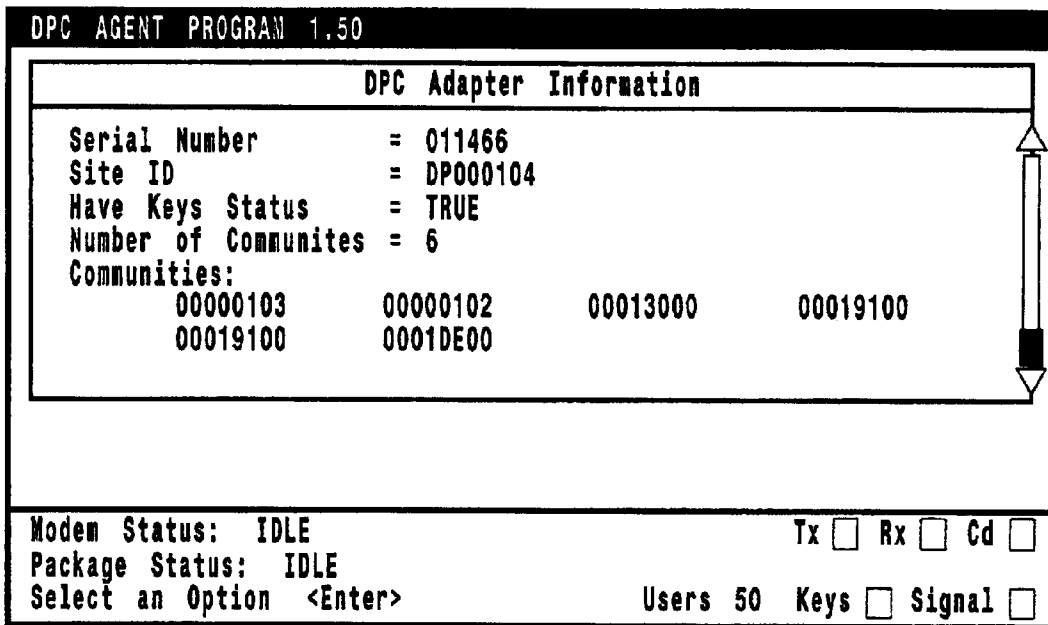 DPC AGENT PROGRAM 1.50
DPC Adapter Information
Serial Number = 011466
Site ID = DP000104
Have Keys Status = TRUE
Number of Communites = 6
Communities:
00000103 00000102 00013000 00019100
00019100 0001DE00
Modem Status: IDLE Tx Rx Cd
Package Status: IDLE
Select an Option <Enter> Users 50 Keys Signal